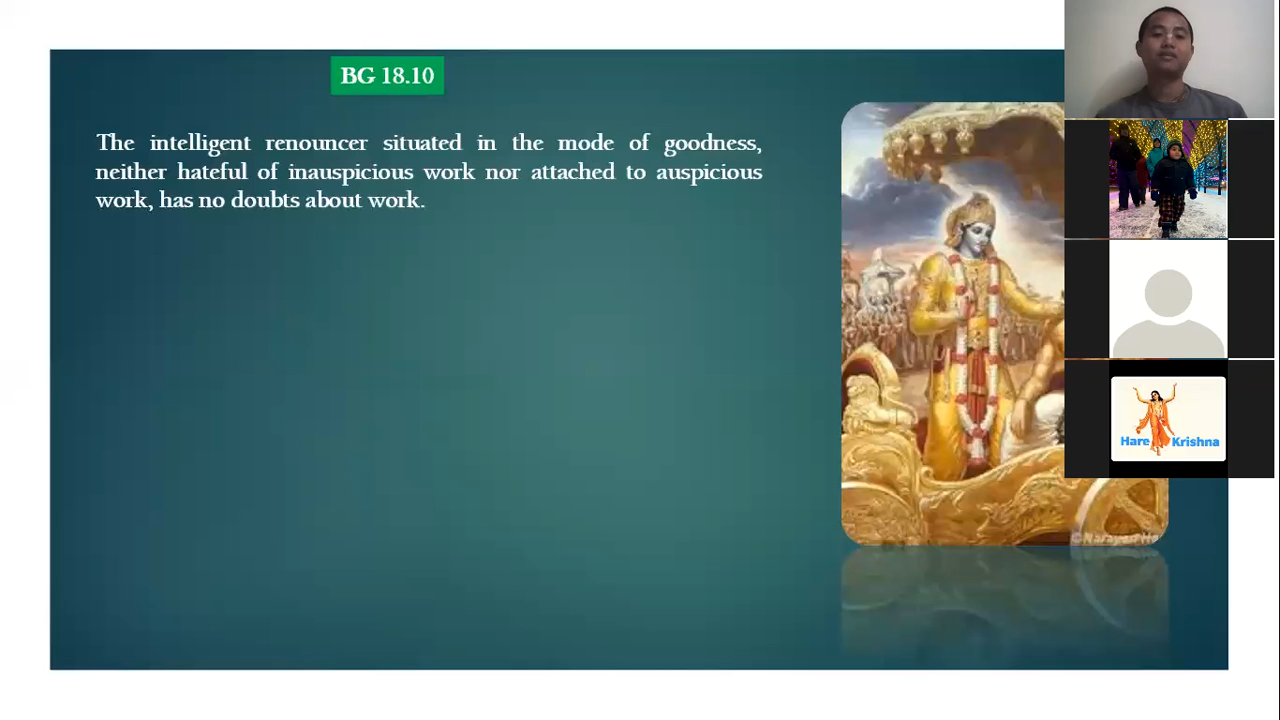 BG 18.10
The intelligent renouncer situated in the mode of goodness,
neither hateful of inauspicious work nor attached to auspicious
work, has no doubts about work.
Hare Krishna